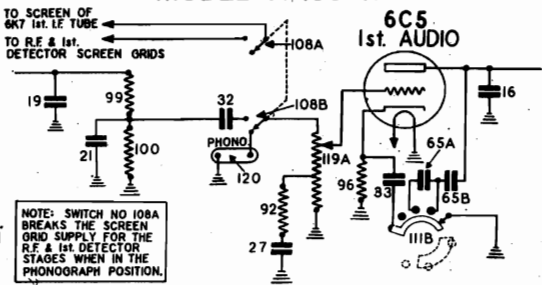 TO SCREEN OF
6K7 1st. I.F. TUBE
TO R.F. & 1st.
DETECTOR SCREEN GRIDS
108A
6C5
1st. AUDIO
19
99
32
108B
16
PHONO.
21
100
120
119A
65A
96
83
65B
92
27
111B
NOTE: SWITCH NO 108A
BREAKS THE SCREEN
GRID SUPPLY FOR THE
R.F. & 1st. DETECTOR
STAGES WHEN IN THE
PHONOGRAPH POSITION.